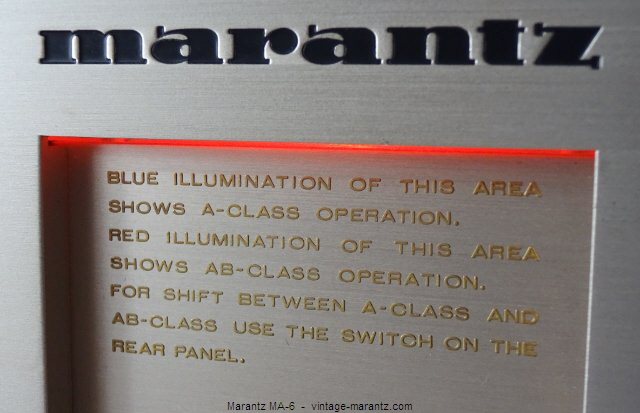 marantz
BLUE ILLUMINATION OF THIS AREA
SHOWS A-CLASS OPERATION.
RED ILLUMINATION OF THIS AREA
SHOWS AB-CLASS OPERATION.
FOR SHIFT BETWEEN A-CLASS AND
AB-CLASS USE THE SWITCH ON THE
REAR PANEL.
Marantz MA-6 - vintage-marantz.com